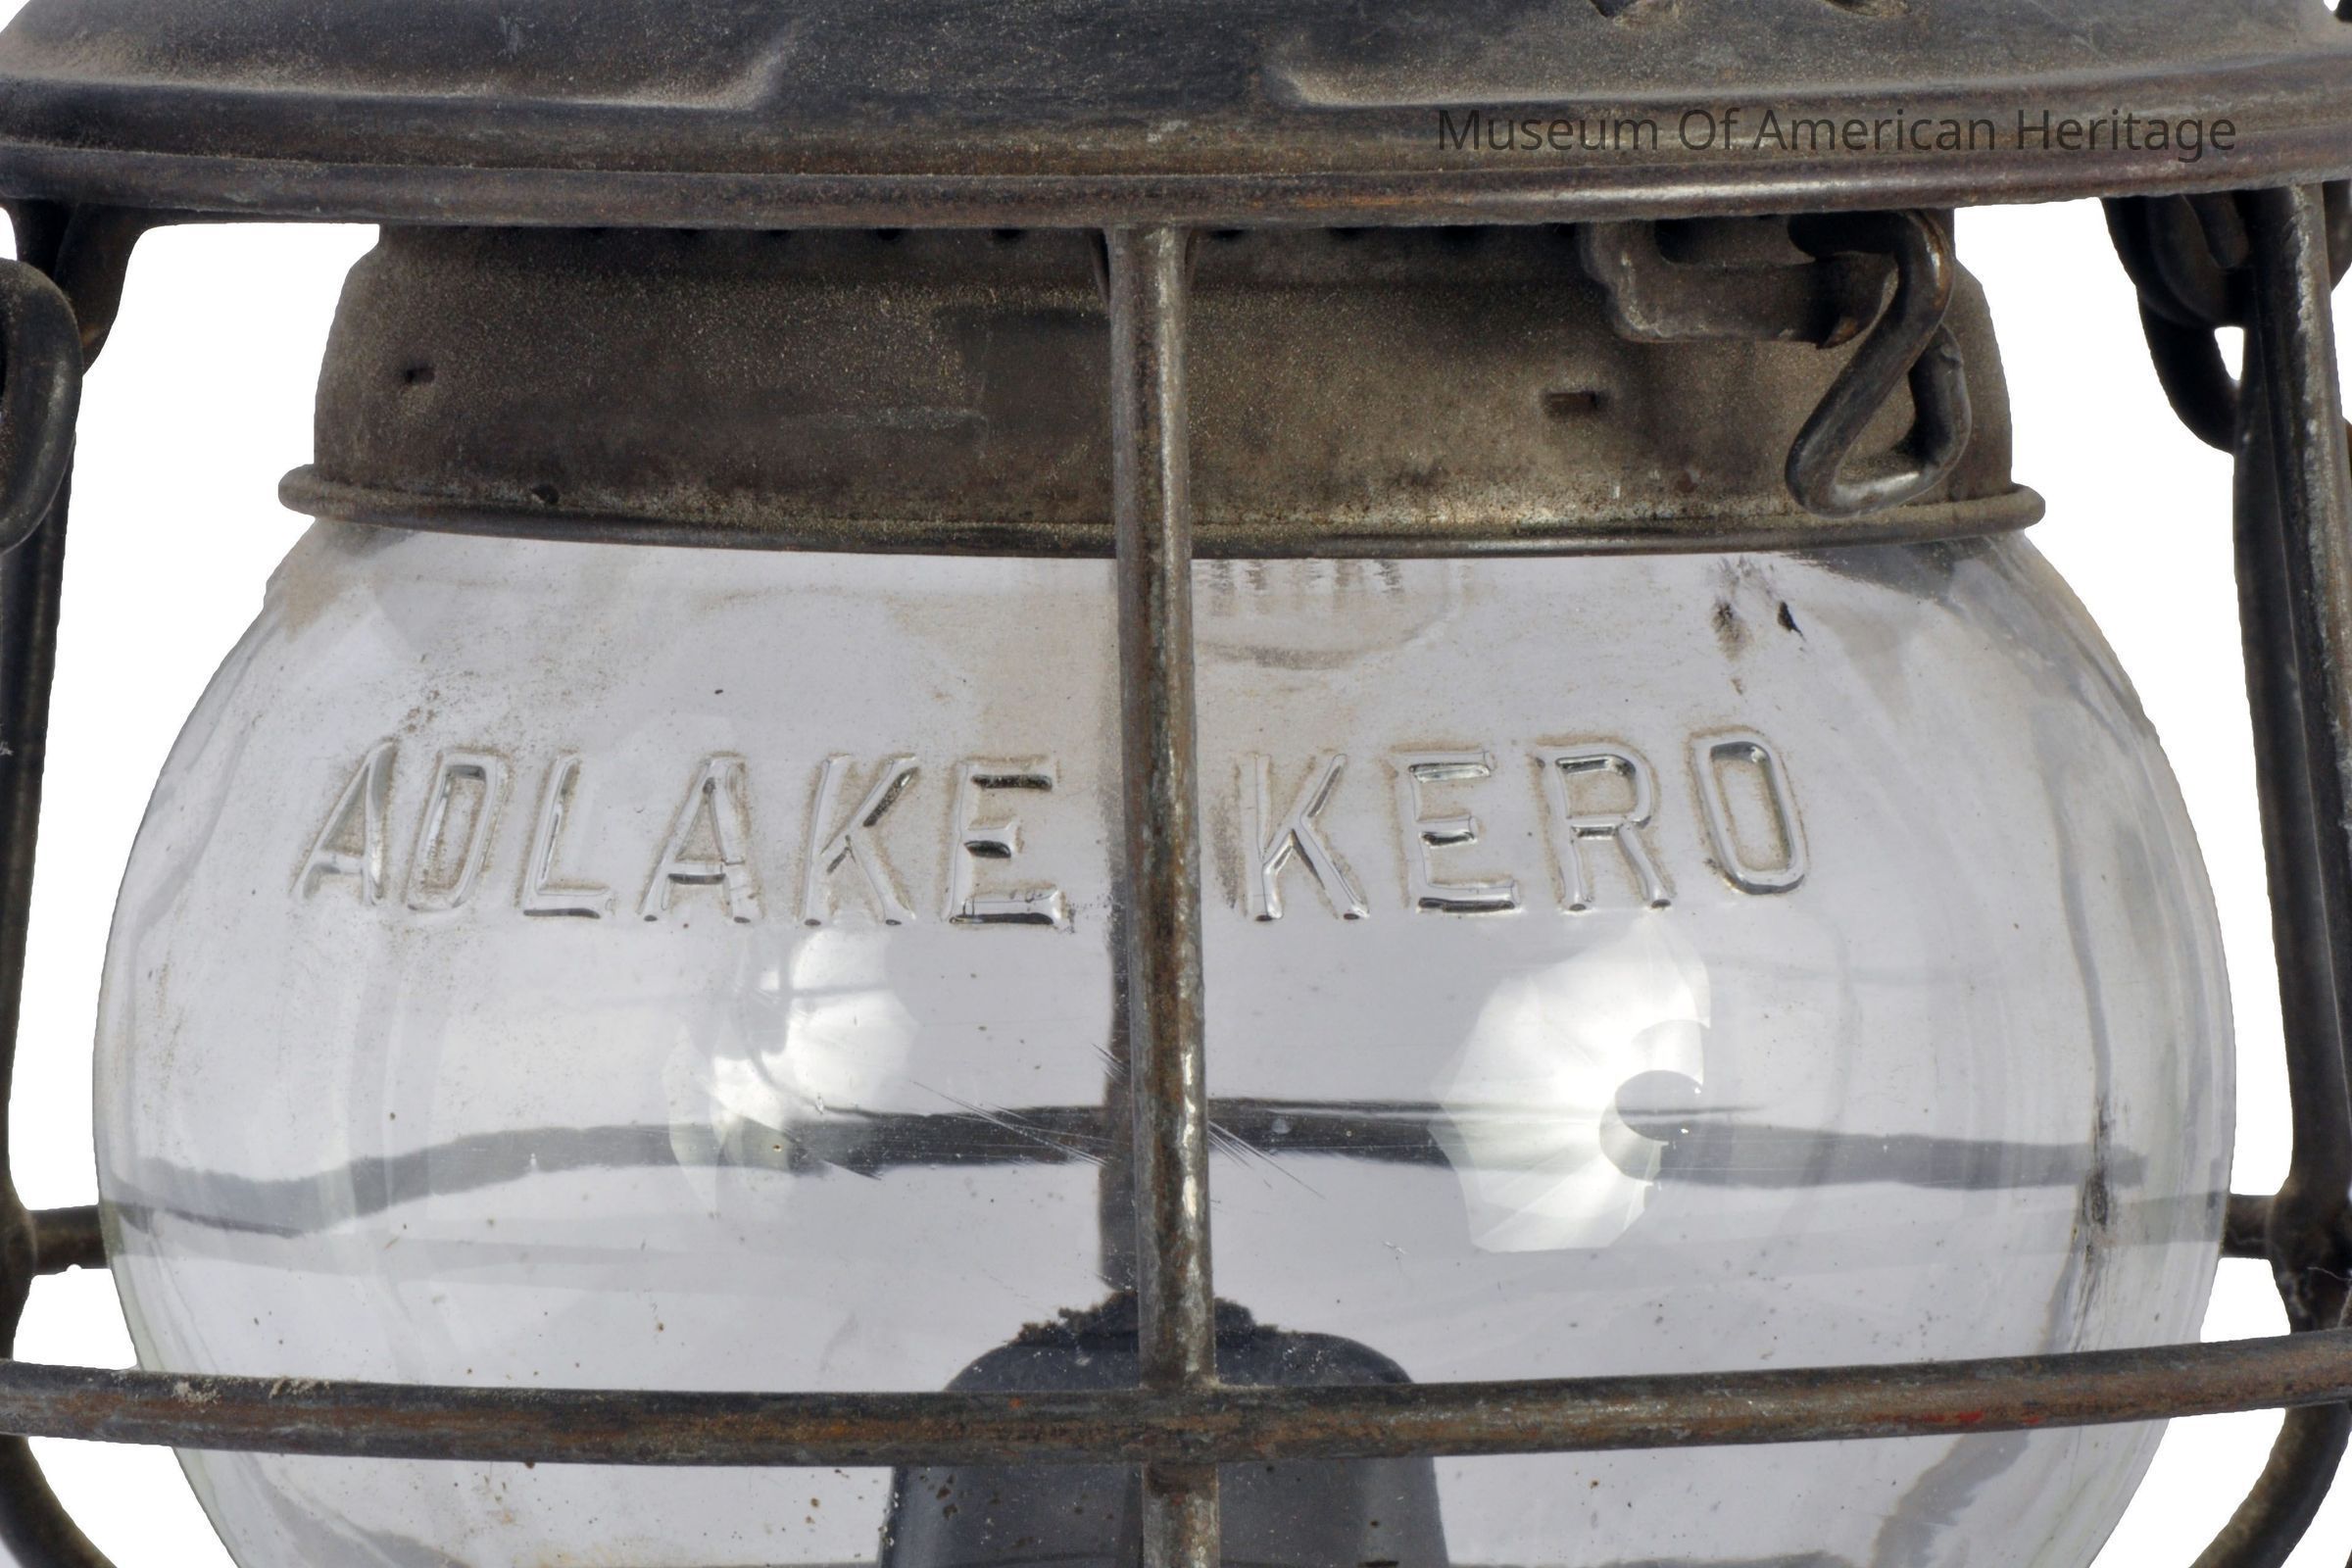 Museum Of American Heritage
ADLAKE KERO